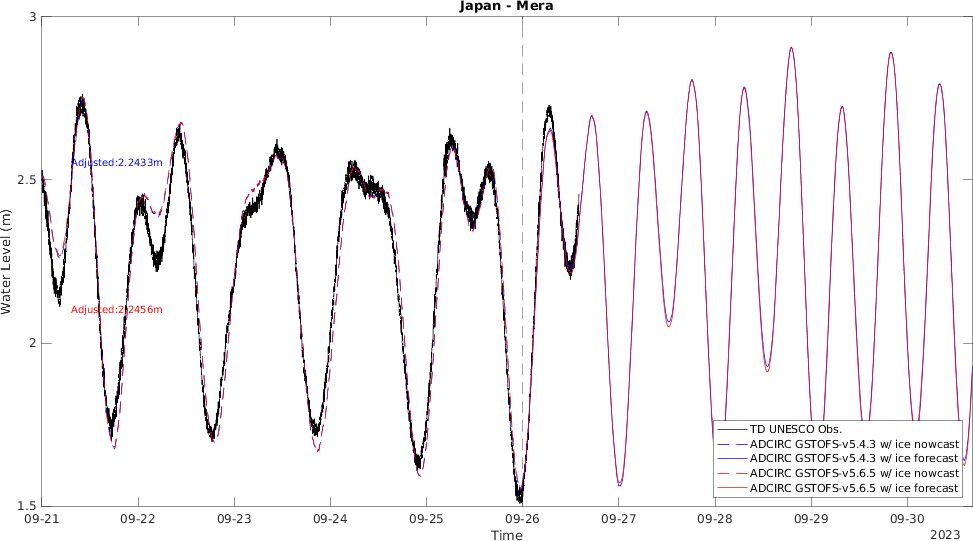 Japan - Mera
3
2.5
2
1.5
Water Level (m)
Adjusted:2.2433m
Adjusted:2.2456m
TD UNESCO Obs.
ADCIRC GSTOFS-v5.4.3 w/ ice nowcast
ADCIRC GSTOFS-v5.4.3 w/ ice forecast
ADCIRC GSTOFS-v5.6.5 w/ ice nowcast
ADCIRC GSTOFS-v5.6.5 w/ ice forecast
09-21 09-22 09-23 09-24 09-25 09-26 09-27 09-28 09-29 09-30
Time
2023